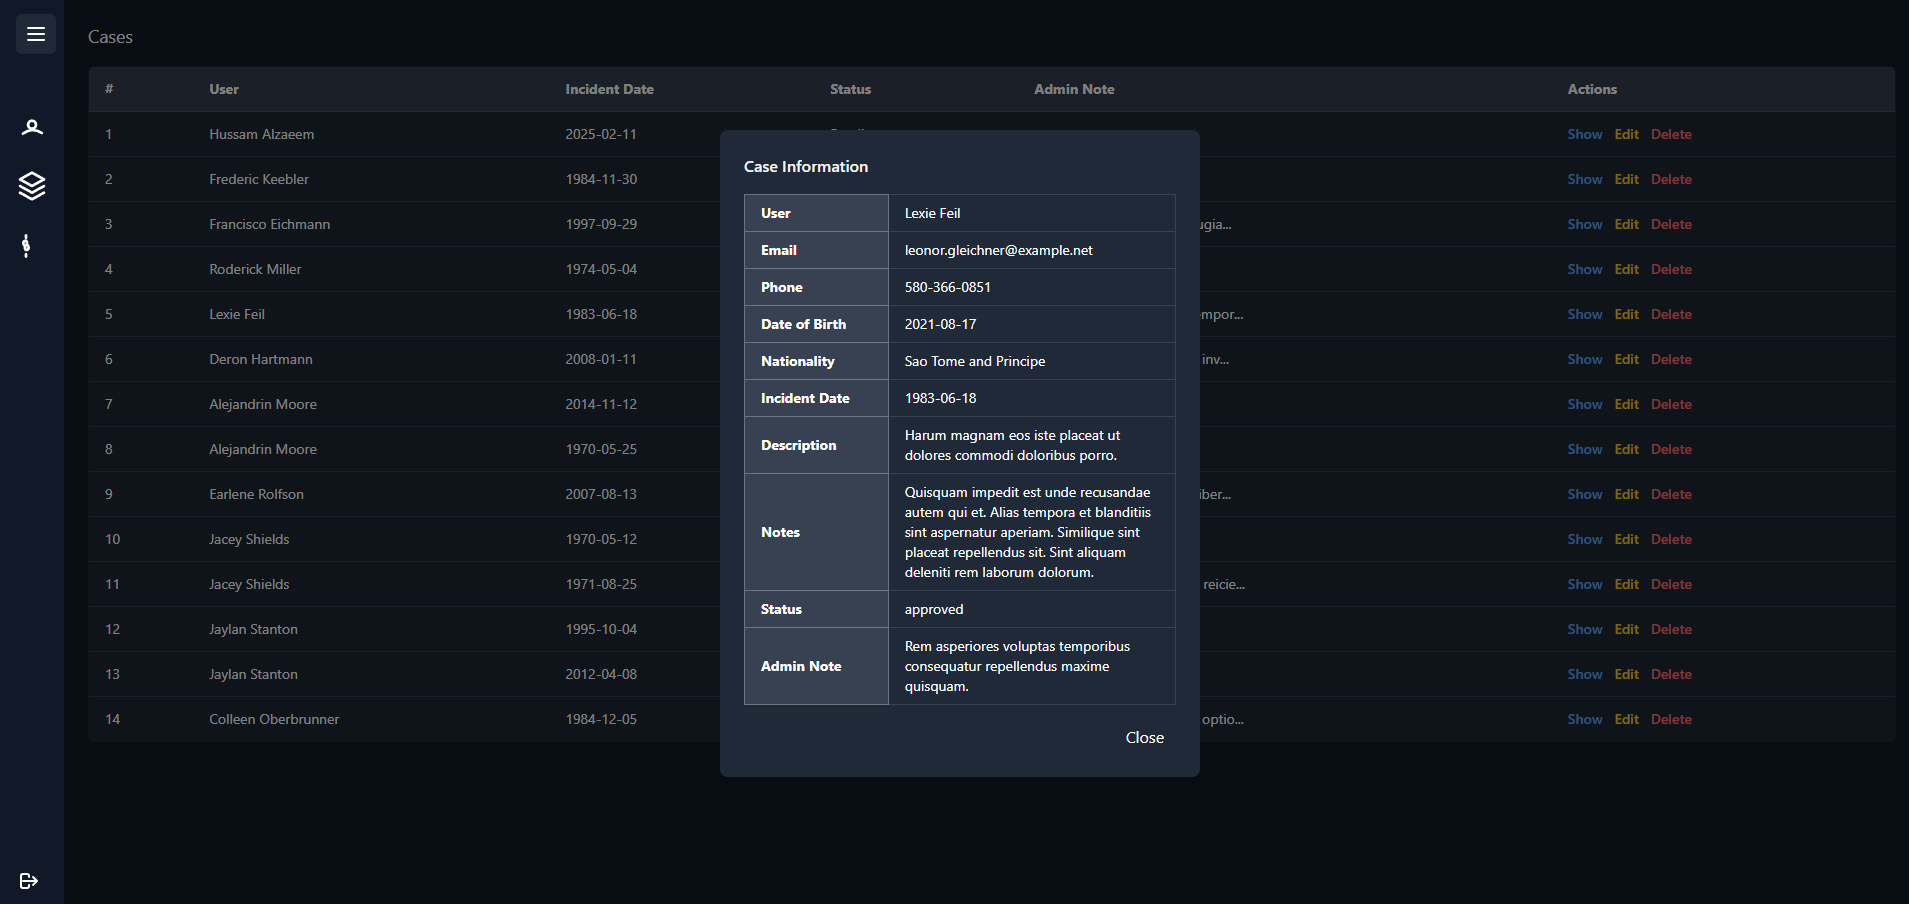 Cases
# User Incident Date Status Admin Note Actions
1 Hussam Alzaeem 2025-02-11 Show Edit Delete
2 Frederic Keebler 1984-11-30 Show Edit Delete
3 Francisco Eichmann 1997-09-29 ugia... Show Edit Delete
4 Roderick Miller 1974-05-04 Show Edit Delete
5 Lexie Feil 1983-06-18 empor... Show Edit Delete
6 Deron Hartmann 2008-01-11 inv... Show Edit Delete
7 Alejandrin Moore 2014-11-12 Show Edit Delete
8 Alejandrin Moore 1970-05-25 Show Edit Delete
9 Earlene Rolfson 2007-08-13 iber... Show Edit Delete
10 Jacey Shields 1970-05-12 Show Edit Delete
11 Jacey Shields 1971-08-25 reicie... Show Edit Delete
12 Jaylan Stanton 1995-10-04 Show Edit Delete
13 Jaylan Stanton 2012-04-08 Show Edit Delete
14 Colleen Oberbrunner 1984-12-05 optio... Show Edit Delete
Case Information
User Lexie Feil
Email leonor.gleichner@example.net
Phone 580-366-0851
Date of Birth 2021-08-17
Nationality Sao Tome and Principe
Incident Date 1983-06-18
Description Harum magnam eos iste placeat ut
dolores commodi doloribus porro.
Notes Quisquam impedit est unde recusandae
autem qui et. Alias tempora et blanditiis
sint aspernatur aperiam. Similique sint
placeat repellendus sit. Sint aliquam
deleniti rem laborum dolorum.
Status approved
Admin Note Rem asperiores voluptas temporibus
consequatur repellendus maxime
quisquam.
Close